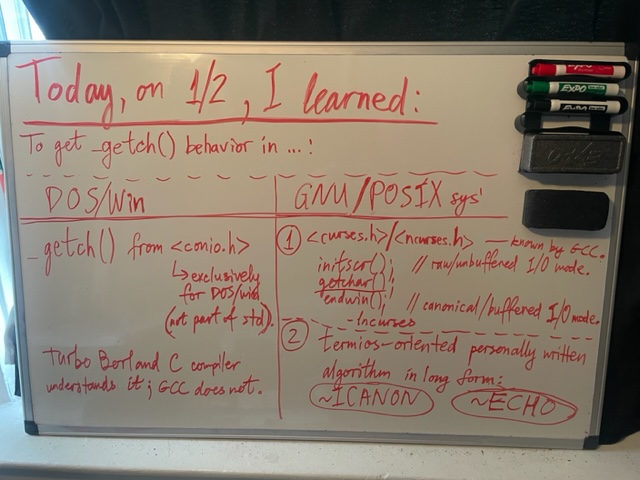 Today, on 1/2, I learned:
To get _getch() behavior in ...:
DOS/Win
_getch() from <conio.h>
↳ exclusively
for DOS/win
(not part of std).
Turbo Borland C compiler
understands it; GCC does not.
GNU/POSIX sys'
1 <curses.h>/<ncurses.h> — known by GCC.
initscr(); // raw/unbuffered I/O mode.
getchar();
endwin(); // canonical/buffered I/O mode.
-lncurses
2 termios-oriented personally written
algorithm in long form:
~ICANON ~ECHO
EXPO
EXPO
EXPO